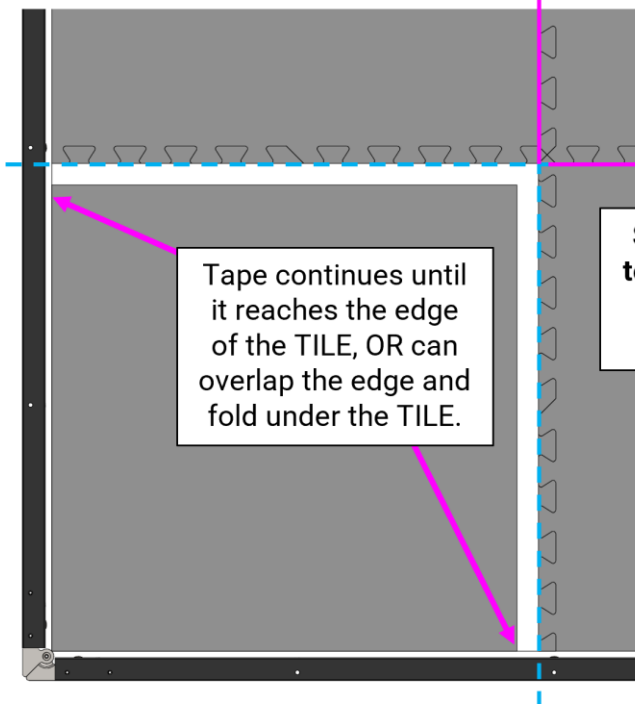 Tape continues until
it reaches the edge
of the TILE, OR can
overlap the edge and
fold under the TILE.